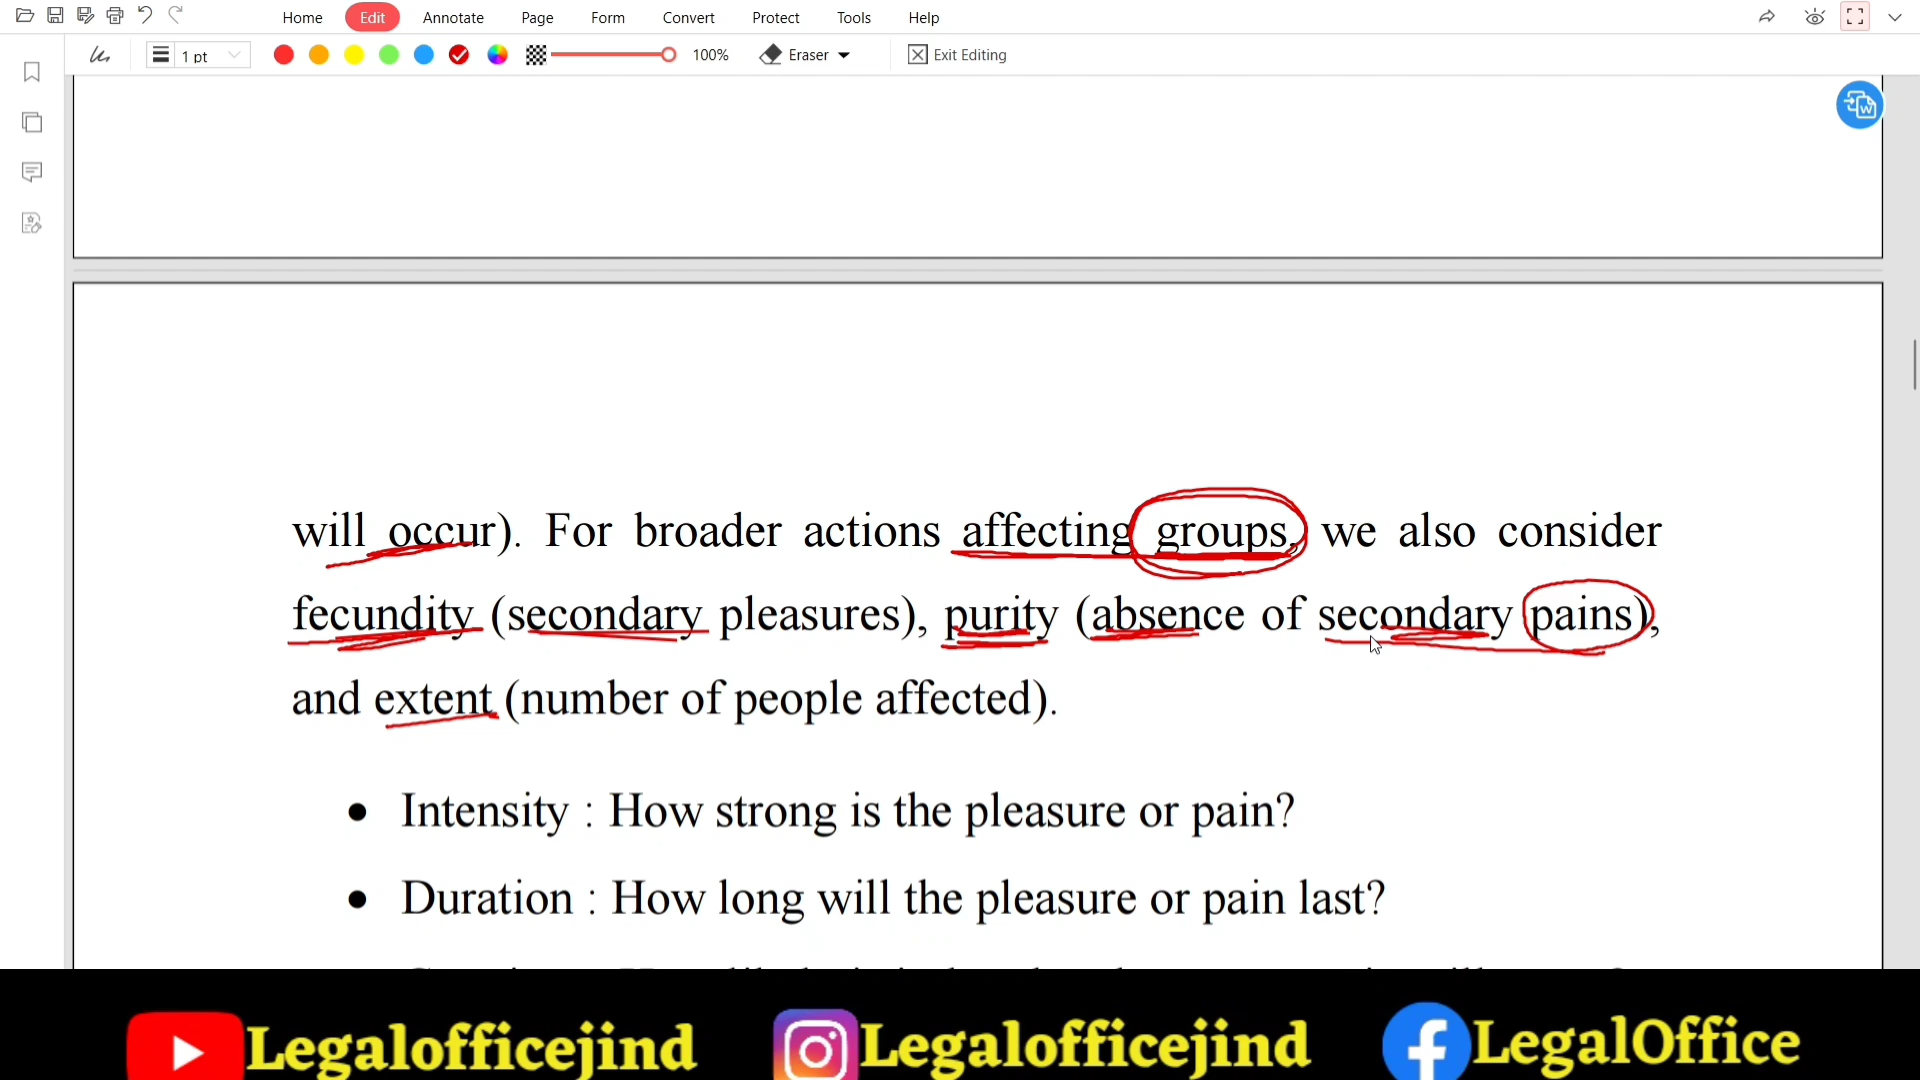 Home Edit Annotate Page Form Convert Protect Tools Help
1 pt 100% Eraser Exit Editing
will occur). For broader actions affecting groups, we also consider
fecundity (secondary pleasures), purity (absence of secondary pains),
and extent (number of people affected).
• Intensity : How strong is the pleasure or pain?
• Duration : How long will the pleasure or pain last?
Legalofficejind Legalofficejind LegalOffice